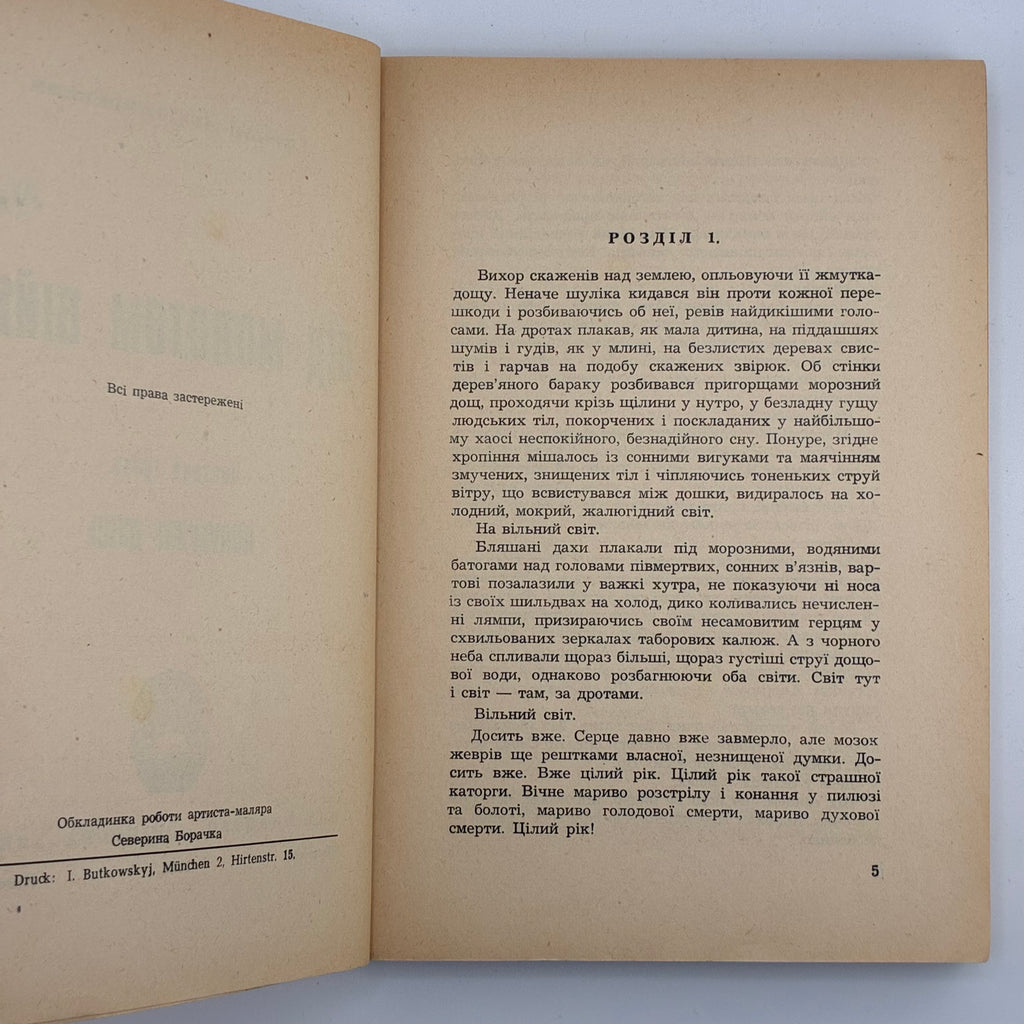 Всі права застережені
Обкладинка роботи артиста-маляра
Северина Борачка
Druck: I. Butkowskyj, München 2, Hirtenstr. 15.
РОЗДІЛ 1.
Вихор скаженів над землею, опльовуючи її жмутка-
дощу. Неначе шуліка кидався він проти кожної пере-
шкоди і розбиваючись об неї, ревів найдикішими голо-
сами. На дротах плакав, як мала дитина, на піддашшях
шумів і гудів, як у млині, на безлистих деревах свис-
тів і гарчав на подобу скажених звірюк. Об стінки
дерев’яного бараку розбивався пригорщами морозний
дощ, проходячи крізь щілини у нутро, у безладну гущу
людських тіл, покорчених і поскладаних у найбільшо-
му хаосі неспокійного, безнадійного сну. Понуре, згідне
хропіння мішалось із сонними вигуками та маячінням
змучених, знищених тіл і чіпляючись тоненьких струй
вітру, що всвистувався між дошки, видиралось на хо-
лодний, мокрий, жалюгідний світ.
На вільний світ.
Бляшані дахи плакали під морозними, водяними
батогами над головами півмертвих, сонних в’язнів, вар-
тові позалазили у важкі хутра, не показуючи ні носа
із своїх шильдвах на холод, дико коливались нечислен-
ні лямпи, призираючись своїм несамовитим герцям у
схвильованих зеркалах таборових калюж. А з чорного
неба спливали щораз більші, щораз густіші струї дощо-
вої води, однаково розбагнюючи оба світи. Світ тут
і світ — там, за дротами.
Вільний світ.
Досить вже. Серце давно вже завмерло, але мозок
жеврів ще рештками власної, незнищеної думки. До-
сить вже. Вже цілий рік. Цілий рік такої страшної
каторги. Вічне мариво розстрілу і конання у пилюзі
та болоті, мариво голодової смерти, мариво духової
смерти. Цілий рік!
5